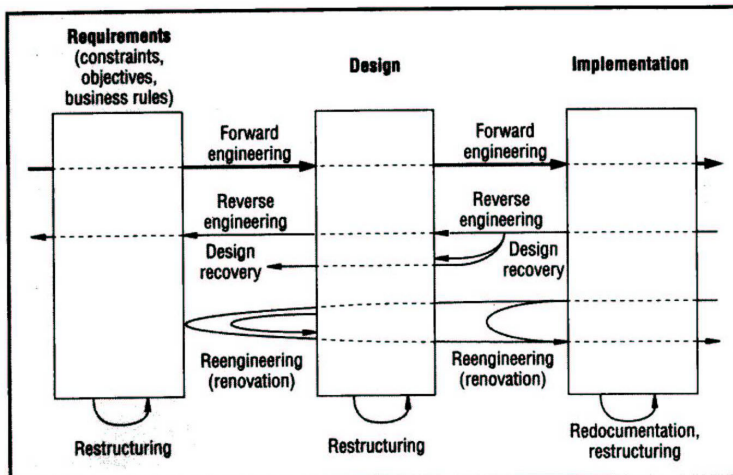 Requirements
(constraints,
objectives,
business rules)
Design
Implementation
Forward
engineering
Forward
engineering
Reverse
engineering
Reverse
engineering
Design
recovery
Design
recovery
Reengineering
(renovation)
Reengineering
(renovation)
Restructuring
Restructuring
Redocumentation,
restructuring